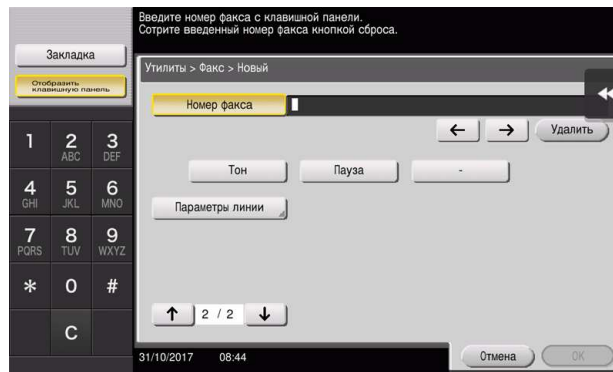 Введите номер факса с клавишной панели.
Сотрите введенный номер факса кнопкой сброса.
Закладка
Отобразить
клавишную панель
Утилиты > Факс > Новый
Номер факса
← → Удалить
Тон Пауза -
Параметры линии
1 2 3
ABC DEF
4 5 6
GHI JKL MNO
7 8 9
PQRS TUV WXYZ
* 0 #
C
↑ 2 / 2 ↓
31/10/2017 08:44
Отмена OK